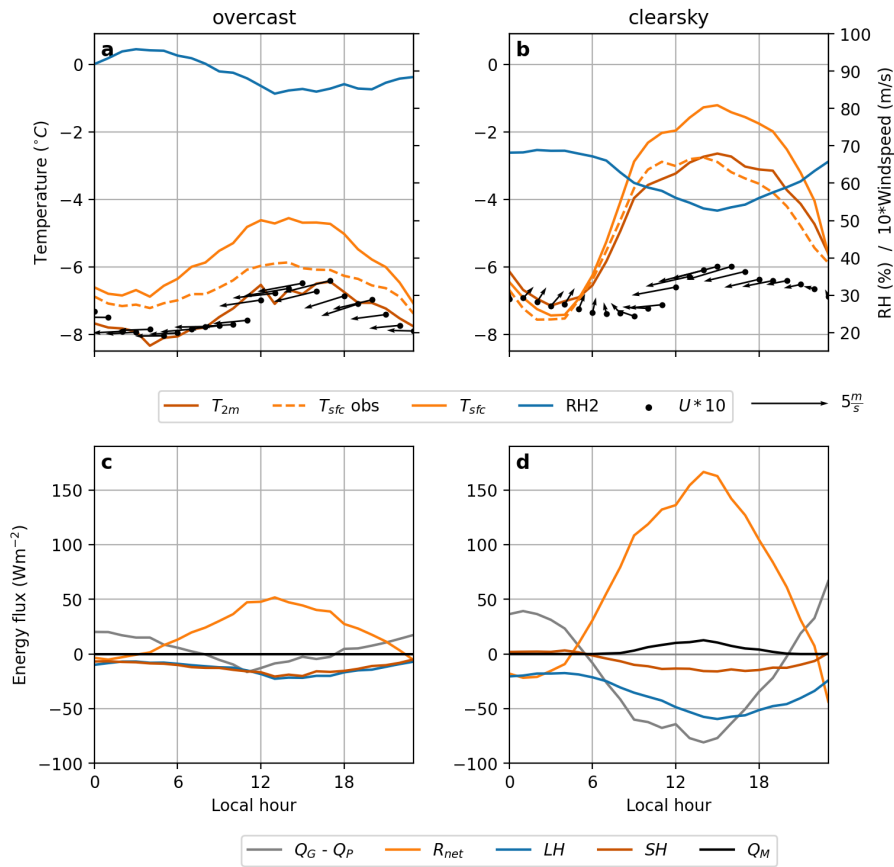 overcast clearsky
a b
0
−2
−4
−6
−8
Temperature (°C)
100
90
80
70
60
50
40
30
20
RH (%) / 10*Windspeed (m/s)
T2m Tsfc obs Tsfc RH2 U * 10 5 m/s
c d
150
100
50
0
−50
−100
Energy flux (Wm−2)
0 6 12 18 0 6 12 18
Local hour Local hour
QG - QP Rnet LH SH QM